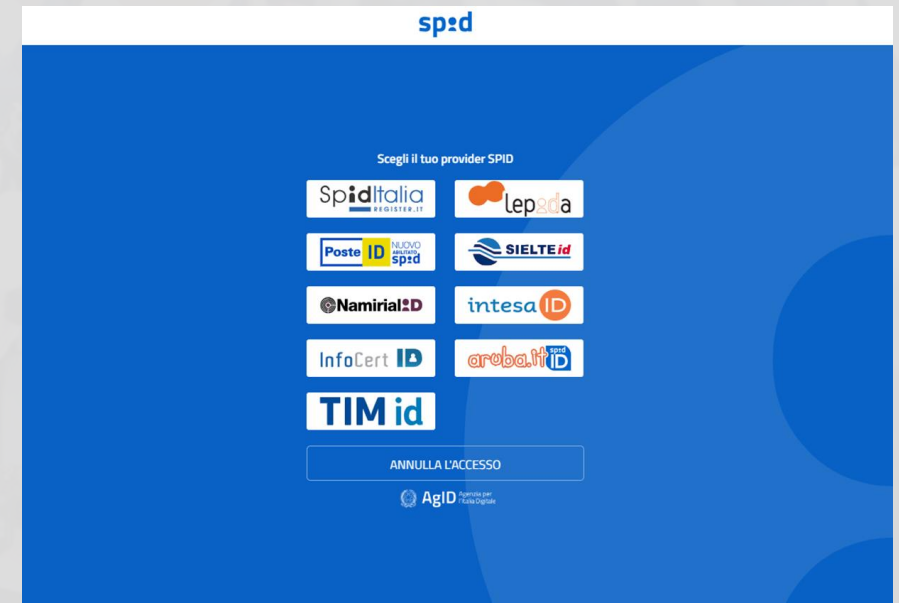 spid
Scegli il tuo provider SPID
SpidItalia
REGISTER.IT
lepida
Poste ID NUOVO
ABILITATO
spid
SIELTE id
Namirial ID
intesa ID
InfoCert ID
aruba.it spid
ID
TIM id
ANNULLA L'ACCESSO
AgID Agenzia per
l'Italia Digitale